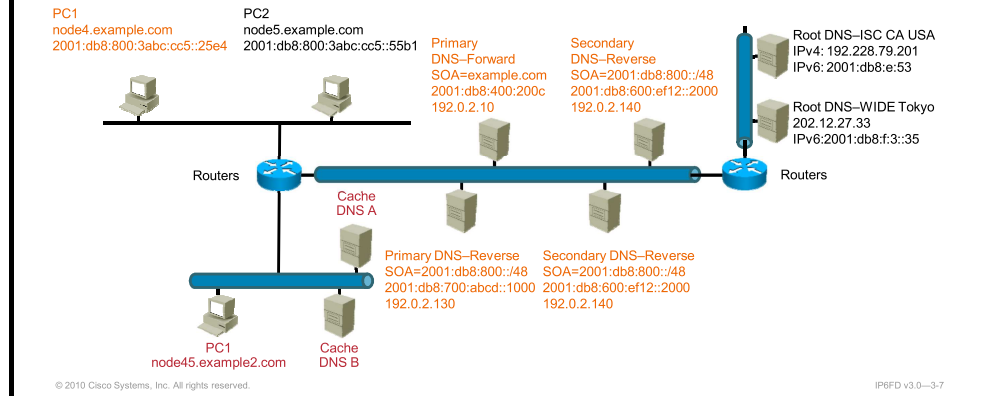 PC1
node4.example.com
2001:db8:800:3abc:cc5::25e4
PC2
node5.example.com
2001:db8:800:3abc:cc5::55b1
Primary
DNS–Forward
SOA=example.com
2001:db8:400:200c
192.0.2.10
Secondary
DNS–Reverse
SOA=2001:db8:800::/48
2001:db8:600:ef12::2000
192.0.2.140
Root DNS–ISC CA USA
IPv4: 192.228.79.201
IPv6: 2001:db8:e:53
Root DNS–WIDE Tokyo
202.12.27.33
IPv6:2001:db8:f:3::35
Routers
Routers
Cache
DNS A
Primary DNS–Reverse
SOA=2001:db8:800::/48
2001:db8:700:abcd::1000
192.0.2.130
Secondary DNS–Reverse
SOA=2001:db8:800::/48
2001:db8:600:ef12::2000
192.0.2.140
PC1
node45.example2.com
Cache
DNS B
© 2010 Cisco Systems, Inc. All rights reserved.
IP6FD v3.0—3-7